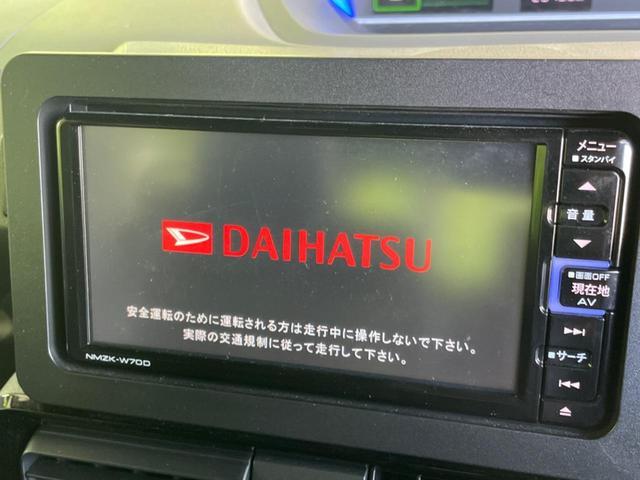 DAIHATSU
安全運転のために運転される方は走行中に操作しないで下さい。
実際の交通規制に従って走行して下さい。
NMZK-W70D
メニュー
スタンバイ
音量
画面OFF
現在地
AV
サーチ